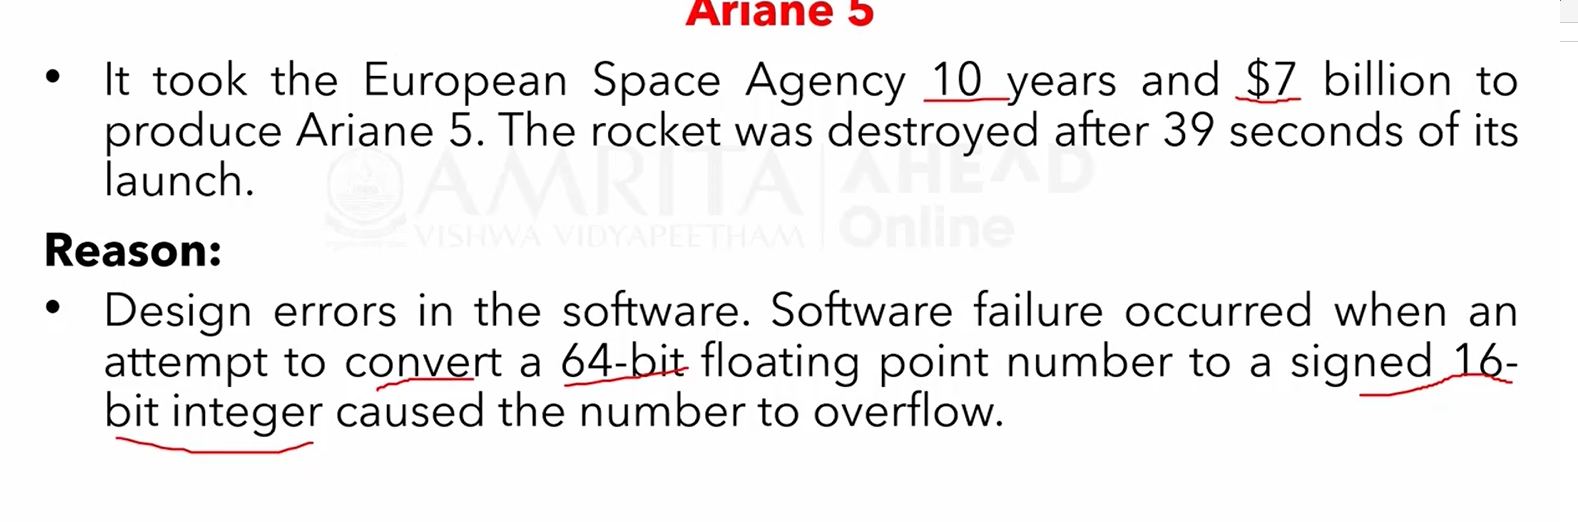 Ariane 5
• It took the European Space Agency 10 years and $7 billion to
produce Ariane 5. The rocket was destroyed after 39 seconds of its
launch.
AMRITA AHEAD
VISHWA VIDYAPEETHAM Online
Reason:
• Design errors in the software. Software failure occurred when an
attempt to convert a 64-bit floating point number to a signed 16-
bit integer caused the number to overflow.